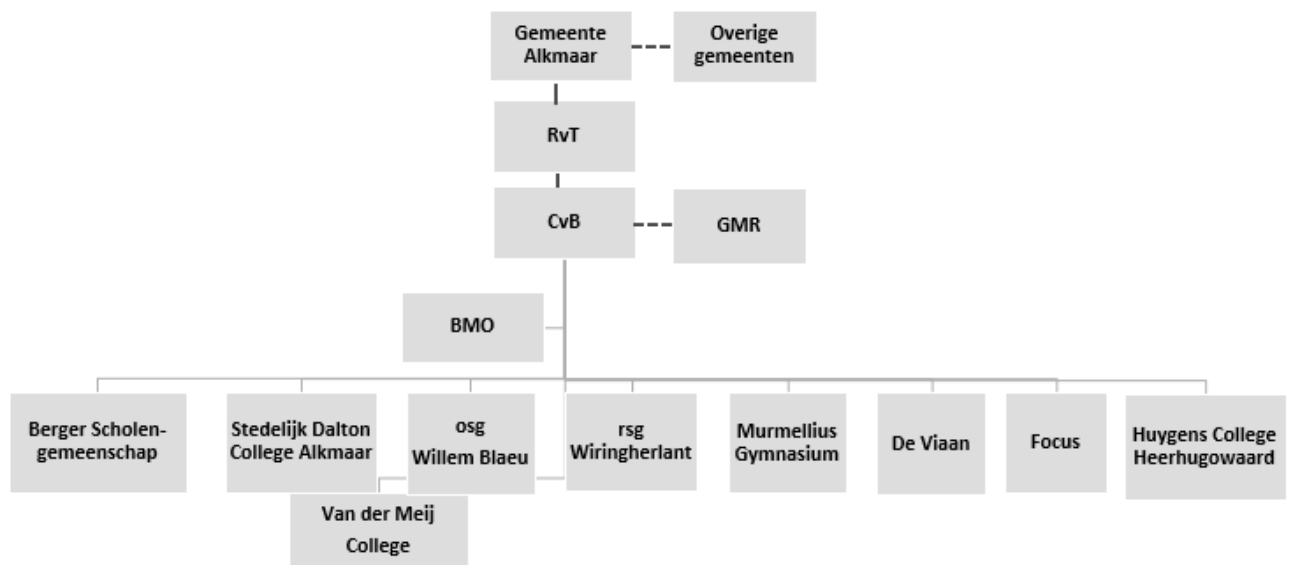 Gemeente
Alkmaar
Overige
gemeenten
RvT
CvB
GMR
BMO
Berger Scholen-
gemeenschap
Stedelijk Dalton
College Alkmaar
osg
Willem Blaeu
rsg
Wiringherlant
Murmellius
Gymnasium
De Viaan
Focus
Huygens College
Heerhugowaard
Van der Meij
College